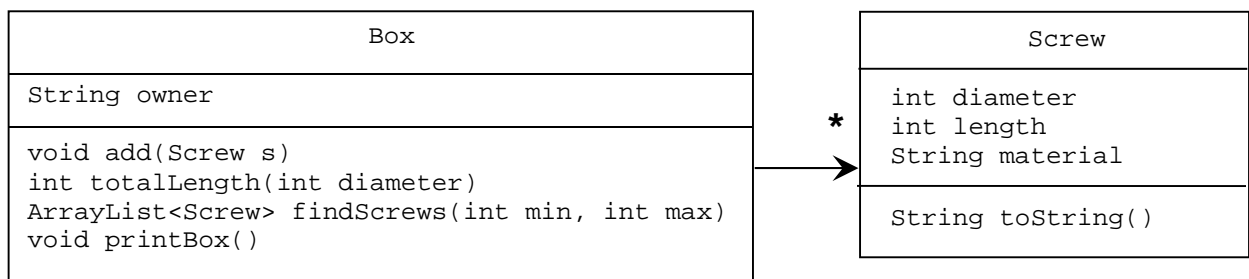 Box
String owner
void add(Screw s)
int totalLength(int diameter)
ArrayList<Screw> findScrews(int min, int max)
void printBox()
*
Screw
int diameter
int length
String material
String toString()